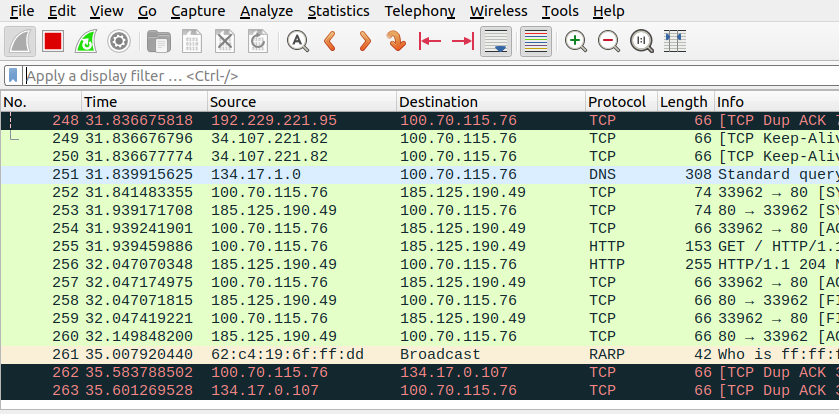 File Edit View Go Capture Analyze Statistics Telephony Wireless Tools Help
Apply a display filter … <Ctrl-/>
No. Time Source Destination Protocol Length Info
248 31.836675818 192.229.221.95 100.70.115.76 TCP 66 [TCP Dup ACK
249 31.836676796 34.107.221.82 100.70.115.76 TCP 66 [TCP Keep-Aliv
250 31.836677774 34.107.221.82 100.70.115.76 TCP 66 [TCP Keep-Aliv
251 31.839915625 134.17.1.0 100.70.115.76 DNS 308 Standard query
252 31.841483355 100.70.115.76 185.125.190.49 TCP 74 33962 → 80 [SY
253 31.939171708 185.125.190.49 100.70.115.76 TCP 74 80 → 33962 [SY
254 31.939241901 100.70.115.76 185.125.190.49 TCP 66 33962 → 80 [AC
255 31.939459886 100.70.115.76 185.125.190.49 HTTP 153 GET / HTTP/1.1
256 32.047070348 185.125.190.49 100.70.115.76 HTTP 255 HTTP/1.1 204 N
257 32.047174975 100.70.115.76 185.125.190.49 TCP 66 33962 → 80 [AC
258 32.047071815 185.125.190.49 100.70.115.76 TCP 66 80 → 33962 [FI
259 32.047419221 100.70.115.76 185.125.190.49 TCP 66 33962 → 80 [FI
260 32.149848200 185.125.190.49 100.70.115.76 TCP 66 80 → 33962 [AC
261 35.007920440 62:c4:19:6f:ff:dd Broadcast RARP 42 Who is ff:ff:f
262 35.583788502 100.70.115.76 134.17.0.107 TCP 66 [TCP Dup ACK
263 35.601269528 134.17.0.107 100.70.115.76 TCP 66 [TCP Dup ACK